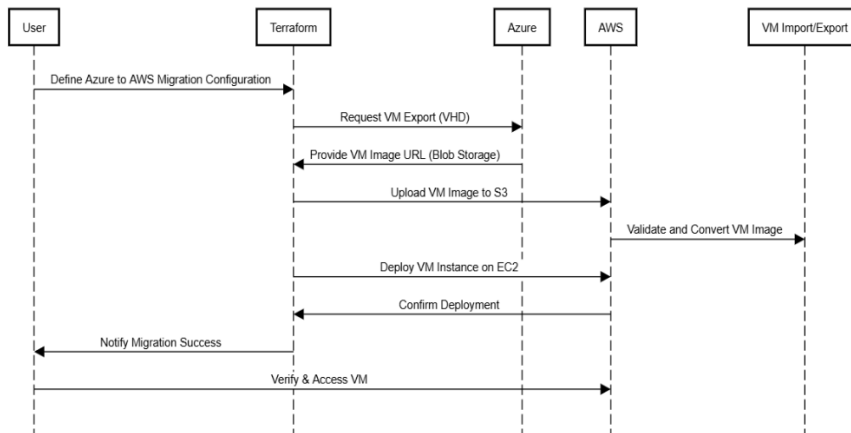 User
Terraform
Azure
AWS
VM Import/Export
Define Azure to AWS Migration Configuration
Request VM Export (VHD)
Provide VM Image URL (Blob Storage)
Upload VM Image to S3
Validate and Convert VM Image
Deploy VM Instance on EC2
Confirm Deployment
Notify Migration Success
Verify & Access VM